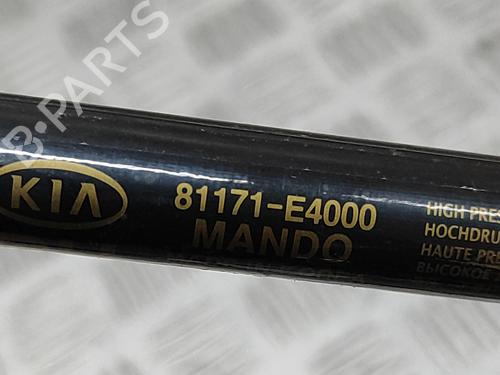 B-PARTS
KIA
81171-E4000
MANDO
HIGH PRES
HOCHDRU
HAUTE PRE
ВЫСОКОЕ